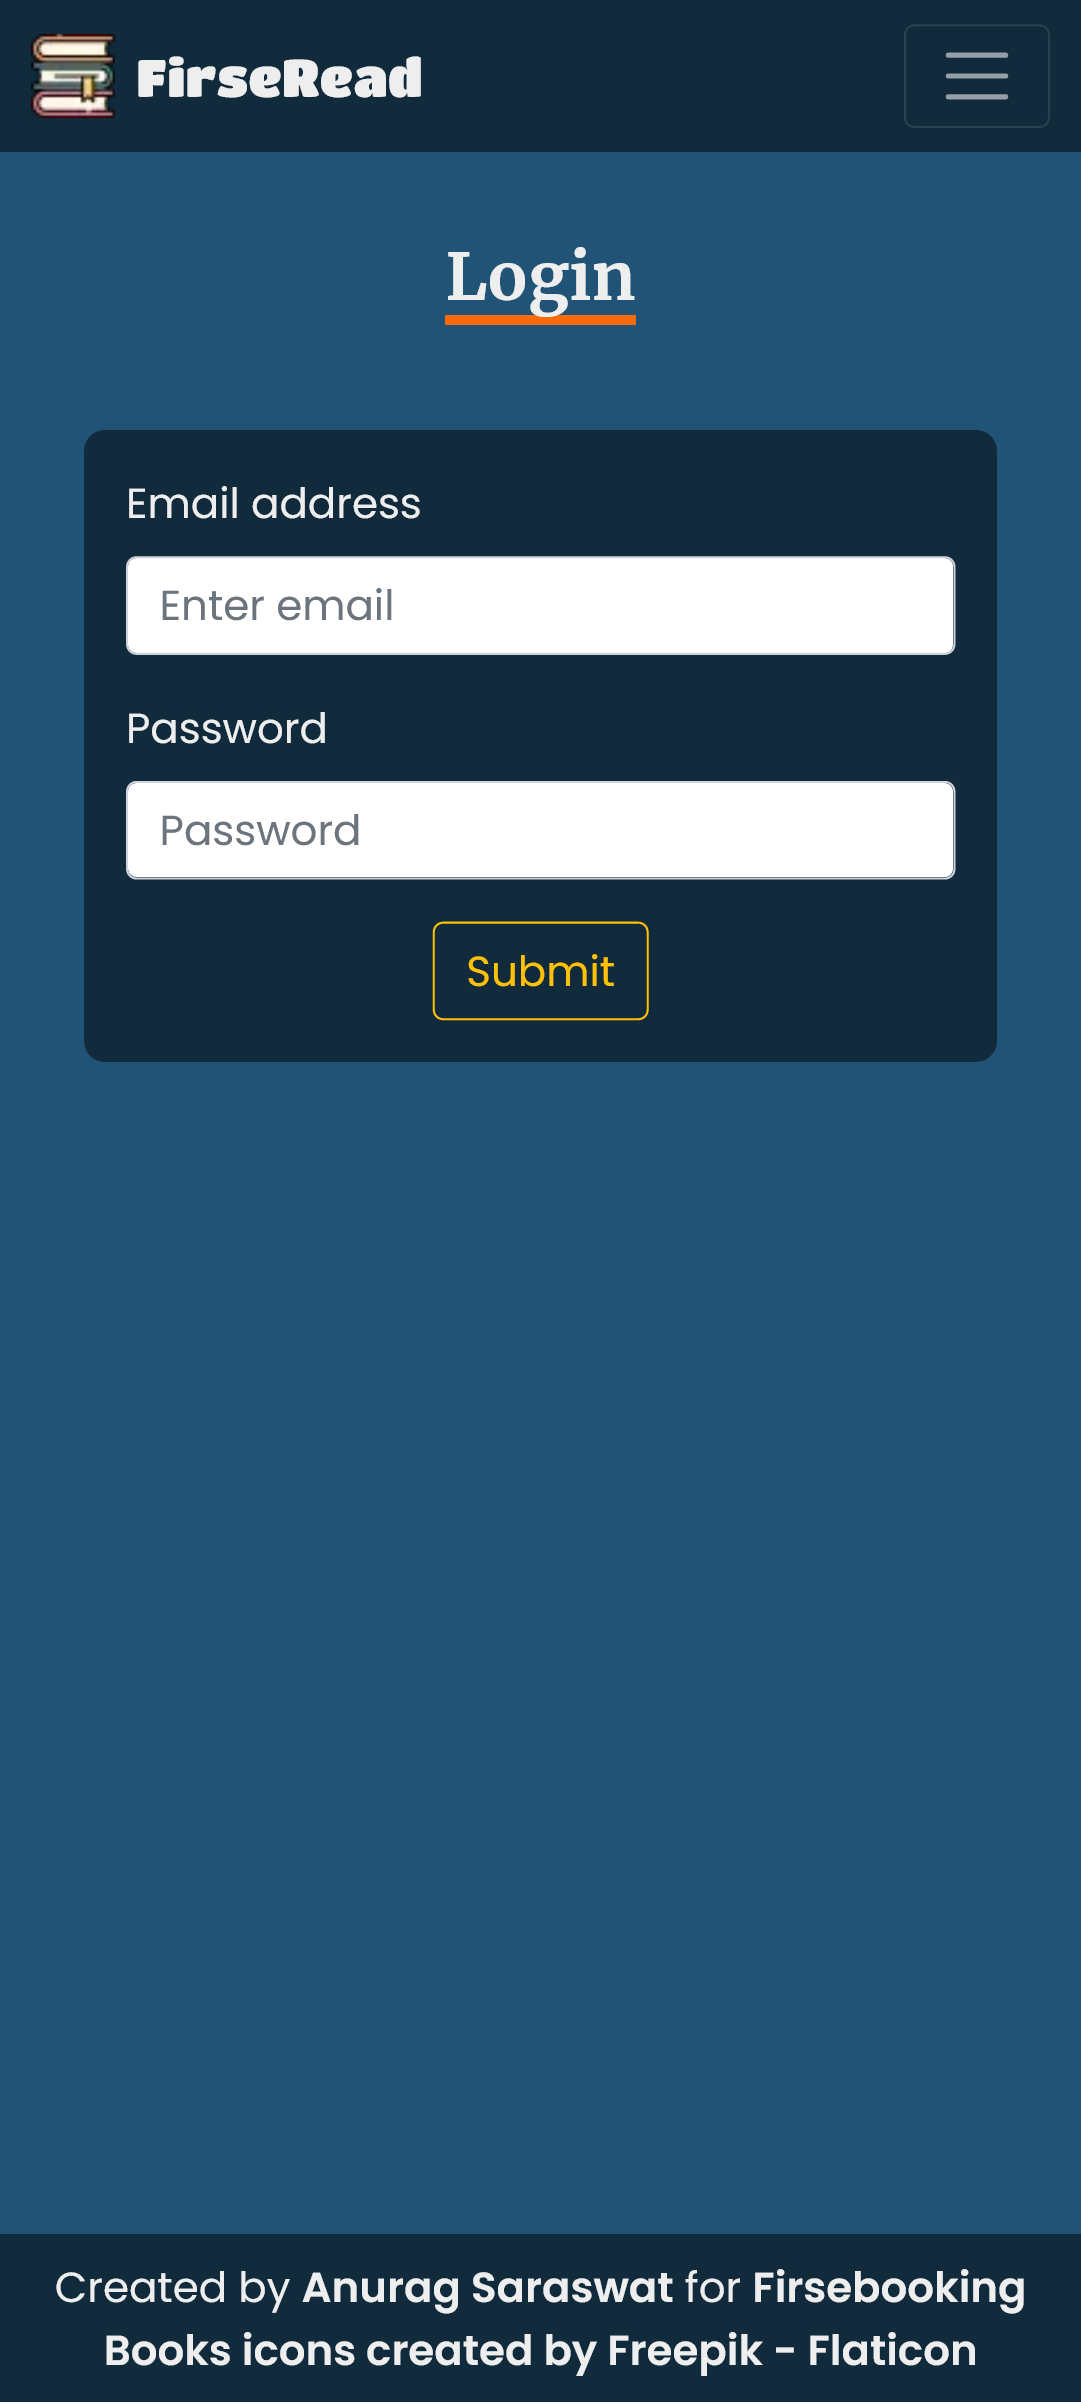 FirseRead
Login
Email address
Enter email
Password
Password
Submit
Created by Anurag Saraswat for Firsebooking
Books icons created by Freepik - Flaticon